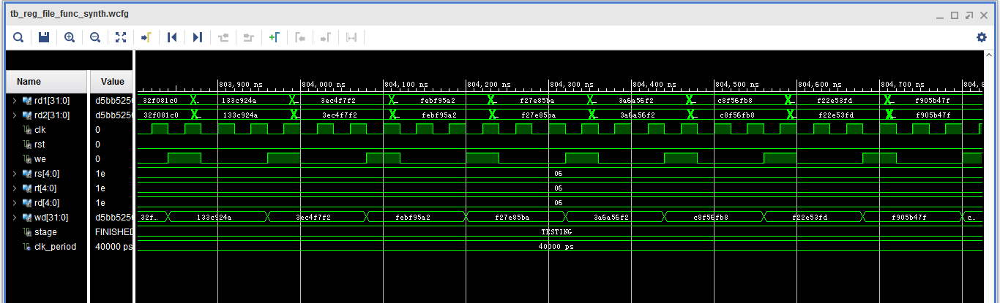 tb_reg_file_func_synth.wcfg
Name Value
803,900 ns 804,000 ns 804,100 ns 804,200 ns 804,300 ns 804,400 ns 804,500 ns 804,600 ns 804,700 ns 804,8
rd1[31:0] d5bb5256 32f081c0 133c924a 3ec4f7f2 febf95a2 f27e85ba 3a6a56f2 c8f56fb8 f22e53fd f905b47f
rd2[31:0] d5bb5256 32f081c0 133c924a 3ec4f7f2 febf95a2 f27e85ba 3a6a56f2 c8f56fb8 f22e53fd f905b47f
clk 0
rst 0
we 0
rs[4:0] 1e 06
rt[4:0] 1e 06
rd[4:0] 1e 06
wd[31:0] d5bb5256 32f... 133c924a 3ec4f7f2 febf95a2 f27e85ba 3a6a56f2 c8f56fb8 f22e53fd f905b47f c...
stage FINISHED TESTING
clk_period 40000 ps 40000 ps